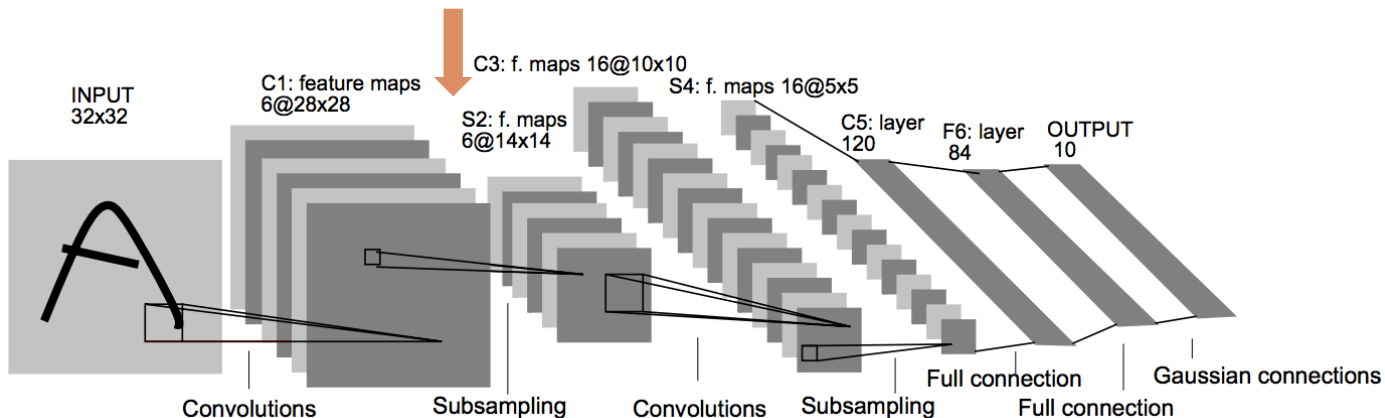 INPUT
32x32
C1: feature maps
6@28x28
S2: f. maps
6@14x14
C3: f. maps 16@10x10
S4: f. maps 16@5x5
C5: layer
120
F6: layer
84
OUTPUT
10
Convolutions
Subsampling
Convolutions
Subsampling
Full connection
Full connection
Gaussian connections